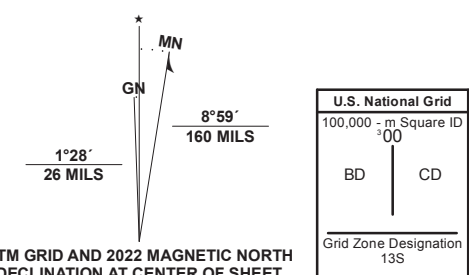 ★
MN
GN
8°59´
160 MILS
1°28´
26 MILS
TM GRID AND 2022 MAGNETIC NORTH
DECLINATION AT CENTER OF SHEET
U.S. National Grid
100,000 - m Square ID
³00
BD CD
Grid Zone Designation
13S